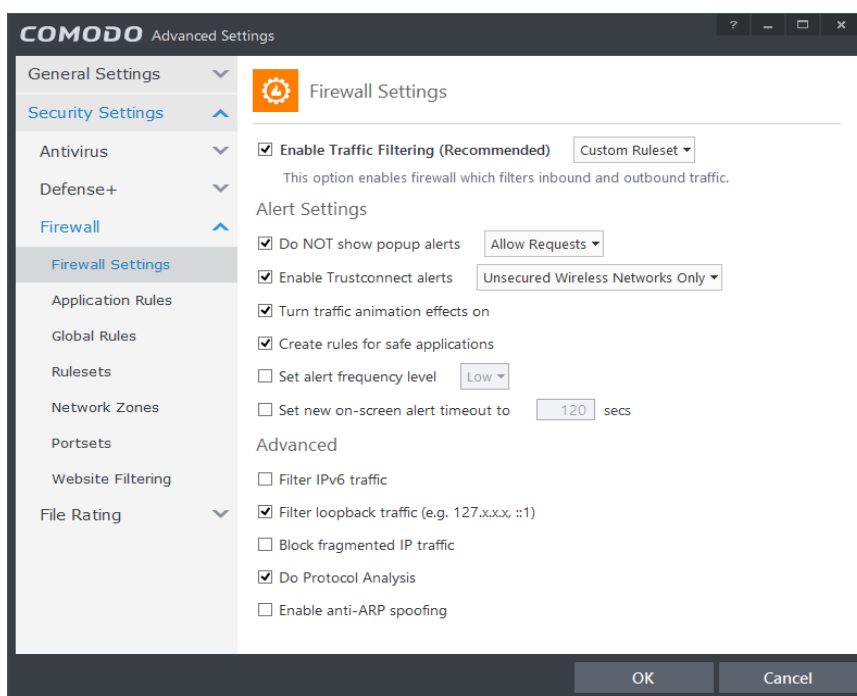 COMODO Advanced Settings
?
General Settings
Security Settings
Antivirus
Defense+
Firewall
Firewall Settings
Application Rules
Global Rules
Rulesets
Network Zones
Portsets
Website Filtering
File Rating
Firewall Settings
Enable Traffic Filtering (Recommended) Custom Ruleset
This option enables firewall which filters inbound and outbound traffic.
Alert Settings
Do NOT show popup alerts Allow Requests
Enable Trustconnect alerts Unsecured Wireless Networks Only
Turn traffic animation effects on
Create rules for safe applications
Set alert frequency level Low
Set new on-screen alert timeout to 120 secs
Advanced
Filter IPv6 traffic
Filter loopback traffic (e.g. 127.x.x.x, ::1)
Block fragmented IP traffic
Do Protocol Analysis
Enable anti-ARP spoofing
OK Cancel